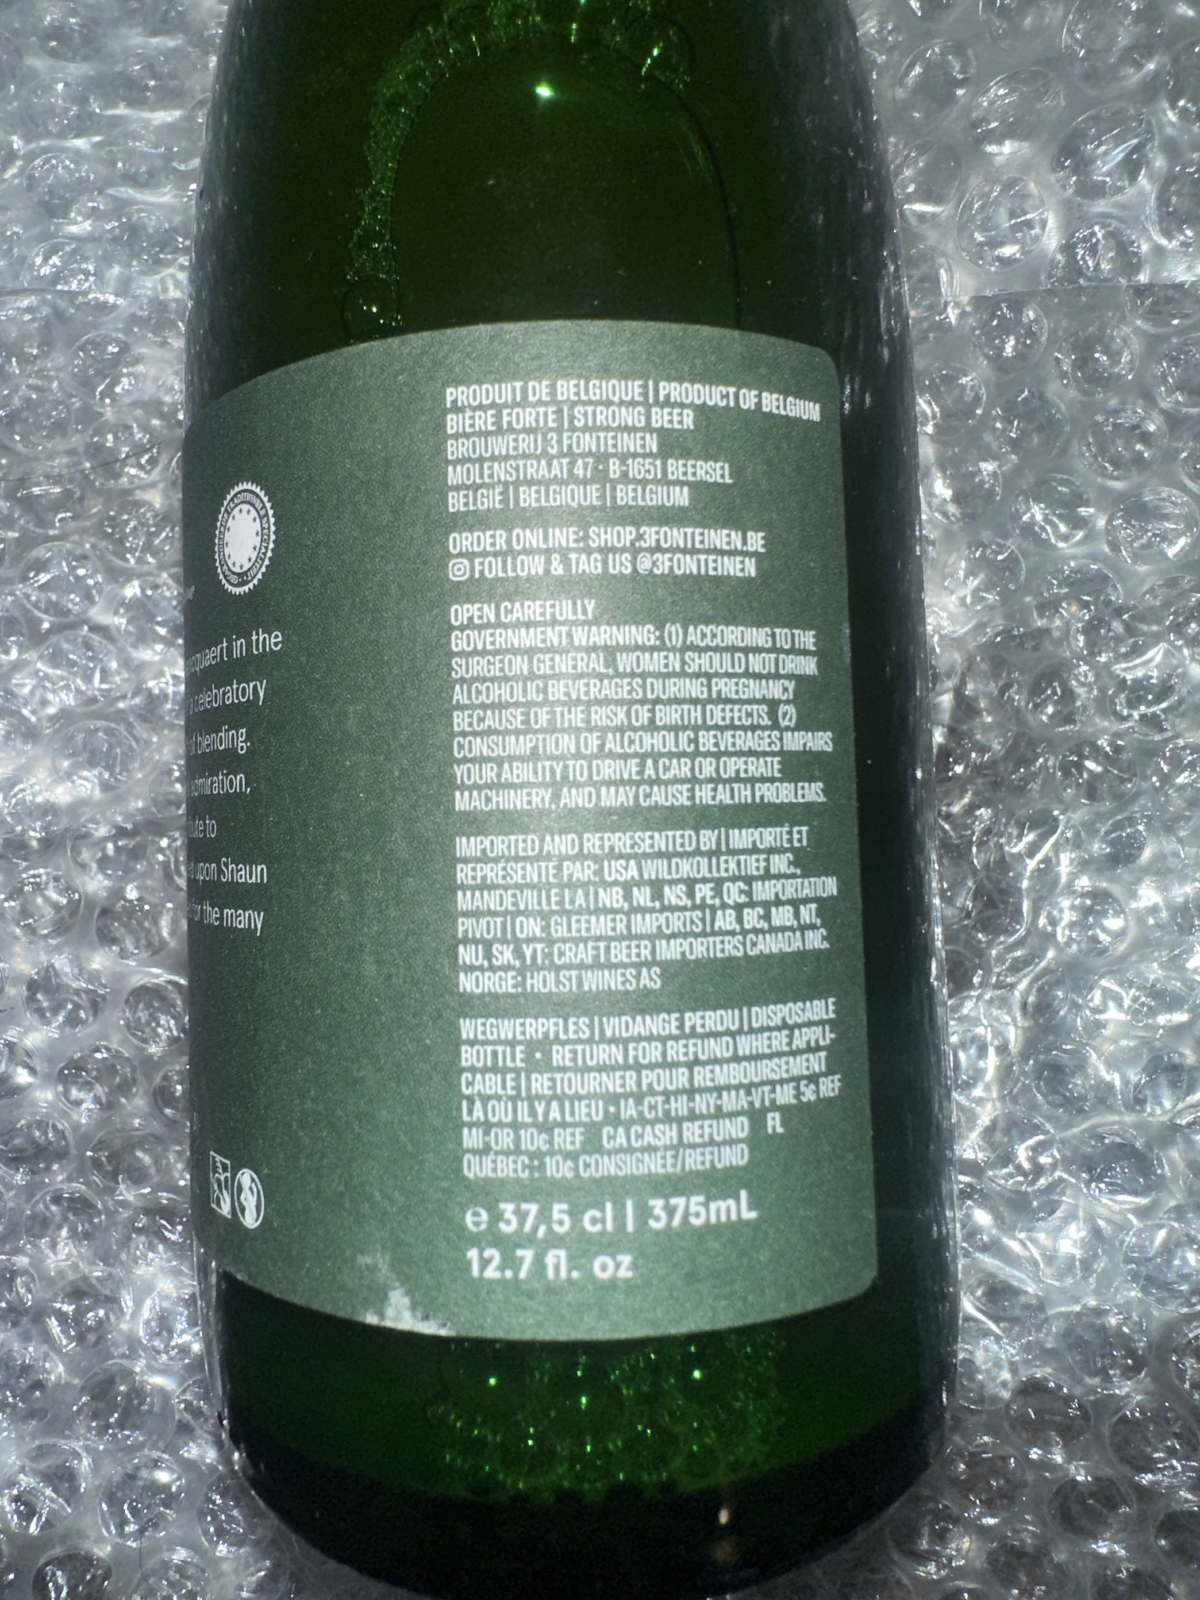 in the
celebratory
of blending.
admiration,
to
upon Shaun
for the many
PRODUIT DE BELGIQUE | PRODUCT OF BELGIUM
BIÈRE FORTE | STRONG BEER
BROUWERIJ 3 FONTEINEN
MOLENSTRAAT 47 · B-1651 BEERSEL
BELGIË | BELGIQUE | BELGIUM
ORDER ONLINE: SHOP.3FONTEINEN.BE
FOLLOW & TAG US @3FONTEINEN
OPEN CAREFULLY
GOVERNMENT WARNING: (1) ACCORDING TO THE
SURGEON GENERAL, WOMEN SHOULD NOT DRINK
ALCOHOLIC BEVERAGES DURING PREGNANCY
BECAUSE OF THE RISK OF BIRTH DEFECTS. (2)
CONSUMPTION OF ALCOHOLIC BEVERAGES IMPAIRS
YOUR ABILITY TO DRIVE A CAR OR OPERATE
MACHINERY, AND MAY CAUSE HEALTH PROBLEMS.
IMPORTED AND REPRESENTED BY | IMPORTÉ ET
REPRÉSENTÉ PAR: USA WILDKOLLEKTIEF INC.,
MANDEVILLE LA | NB, NL, NS, PE, QC: IMPORTATION
PIVOT | ON: GLEEMER IMPORTS | AB, BC, MB, NT,
NU, SK, YT: CRAFT BEER IMPORTERS CANADA INC.
NORGE: HOLST WINES AS
WEGWERPFLES | VIDANGE PERDU | DISPOSABLE
BOTTLE · RETURN FOR REFUND WHERE APPLI-
CABLE | RETOURNER POUR REMBOURSEMENT
LÀ OÙ IL Y A LIEU · IA-CT-HI-NY-MA-VT-ME 5¢ REF
MI-OR 10¢ REF CA CASH REFUND FL
QUÉBEC : 10¢ CONSIGNÉE/REFUND
℮ 37,5 cl | 375mL
12.7 fl. oz